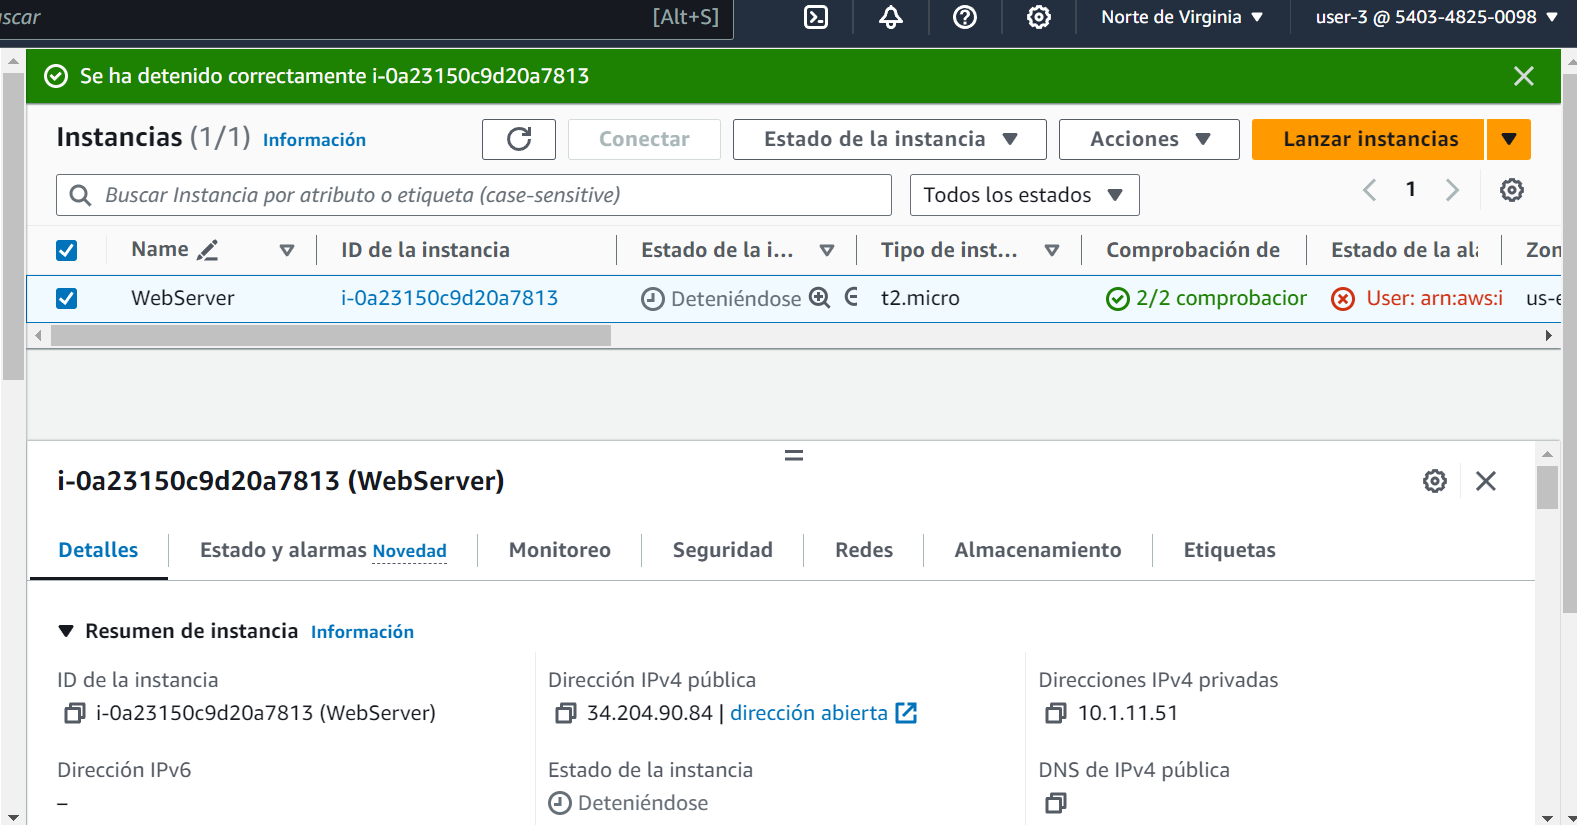 uscar [Alt+S] Norte de Virginia user-3 @ 5403-4825-0098
Se ha detenido correctamente i-0a23150c9d20a7813
Instancias (1/1) Información Conectar Estado de la instancia Acciones Lanzar instancias
Buscar Instancia por atributo o etiqueta (case-sensitive) Todos los estados 1
Name ID de la instancia Estado de la i... Tipo de inst... Comprobación de Estado de la ala Zon
WebServer i-0a23150c9d20a7813 Deteniéndose t2.micro 2/2 comprobacion User: arn:aws:i us-e
i-0a23150c9d20a7813 (WebServer)
Detalles Estado y alarmas Novedad Monitoreo Seguridad Redes Almacenamiento Etiquetas
Resumen de instancia Información
ID de la instancia Dirección IPv4 pública Direcciones IPv4 privadas
i-0a23150c9d20a7813 (WebServer) 34.204.90.84 | dirección abierta 10.1.11.51
Dirección IPv6 Estado de la instancia DNS de IPv4 pública
– Deteniéndose